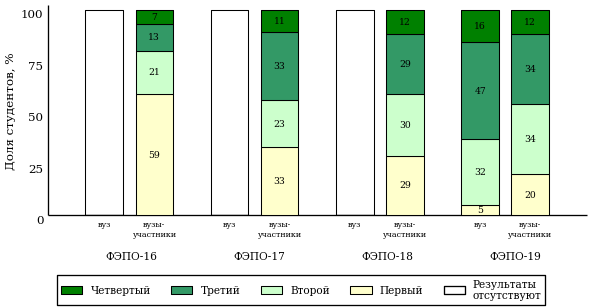 Доля студентов, %
100
75
50
25
0
7
13
21
59
11
33
23
33
12
29
30
29
16
47
32
5
12
34
34
20
вуз
вузы-
участники
вуз
вузы-
участники
вуз
вузы-
участники
вуз
вузы-
участники
ФЭПО-16
ФЭПО-17
ФЭПО-18
ФЭПО-19
Четвертый
Третий
Второй
Первый
Результаты
отсутствуют